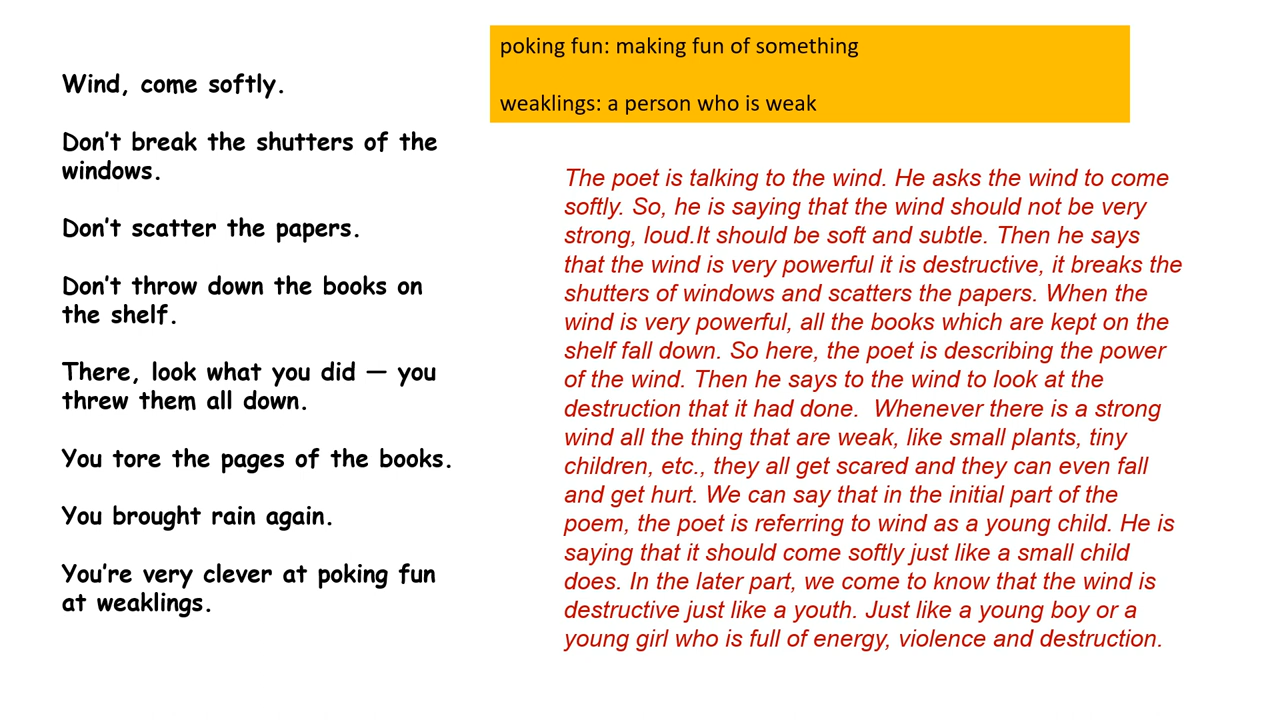 Wind, come softly.
Don't break the shutters of the
windows.
Don't scatter the papers.
Don't throw down the books on
the shelf.
There, look what you did — you
threw them all down.
You tore the pages of the books.
You brought rain again.
You're very clever at poking fun
at weaklings.
poking fun: making fun of something
weaklings: a person who is weak
The poet is talking to the wind. He asks the wind to come
softly. So, he is saying that the wind should not be very
strong, loud.It should be soft and subtle. Then he says
that the wind is very powerful it is destructive, it breaks the
shutters of windows and scatters the papers. When the
wind is very powerful, all the books which are kept on the
shelf fall down. So here, the poet is describing the power
of the wind. Then he says to the wind to look at the
destruction that it had done.  Whenever there is a strong
wind all the thing that are weak, like small plants, tiny
children, etc., they all get scared and they can even fall
and get hurt. We can say that in the initial part of the
poem, the poet is referring to wind as a young child. He is
saying that it should come softly just like a small child
does. In the later part, we come to know that the wind is
destructive just like a youth. Just like a young boy or a
young girl who is full of energy, violence and destruction.